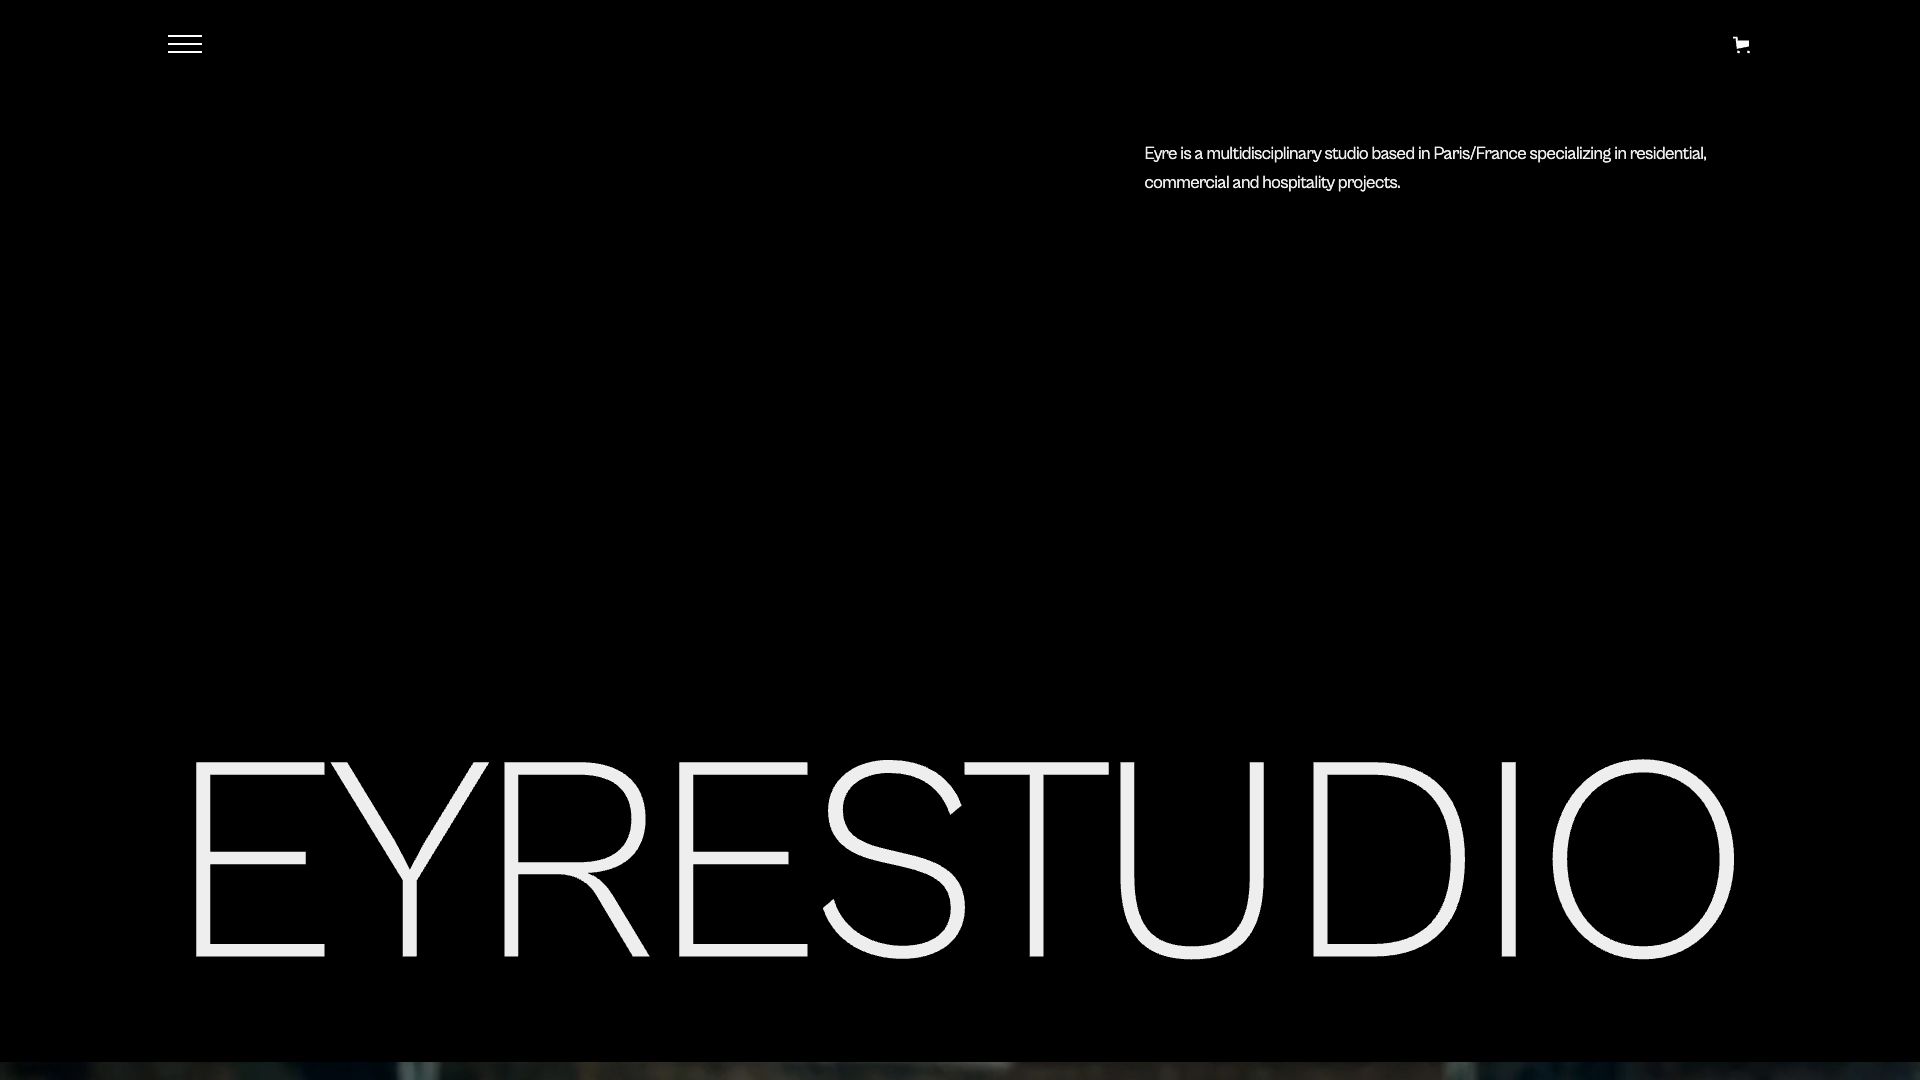 Eyre is a multidisciplinary studio based in Paris/France specializing in residential,
commercial and hospitality projects.
EYRESTUDIO